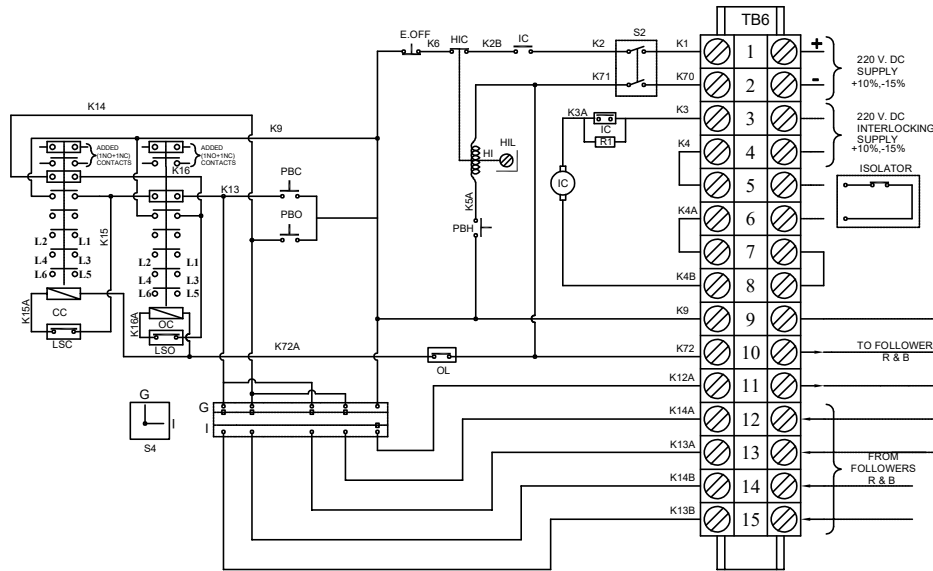 TB6
E.OFF
K6
HIC
K2B
IC
K2
S2
K1
1
+
220 V. DC
SUPPLY
+10%,-15%
K71
K70
2
-
K14
K3A
K3
3
220 V. DC
INTERLOCKING
SUPPLY
+10%,-15%
IC
R1
K9
HIL
HI
K4
4
ADDED
(1NO+1NC)
CONTACTS
ADDED
(1NO+1NC)
CONTACTS
K16
ISOLATOR
K13
PBC
IC
5
K5A
K4A
6
PBO
PBH
K15
L2
L1
7
L4
L3
L2
L1
L6
L5
L4
L3
K4B
8
L6
L5
CC
K15A
OC
K16A
K9
9
LSC
LSO
K72A
OL
K72
10
TO FOLLOWER
R & B
K12A
11
G
G
K14A
12
I
I
S4
K13A
13
FROM
FOLLOWERS
R & B
K14B
14
K13B
15